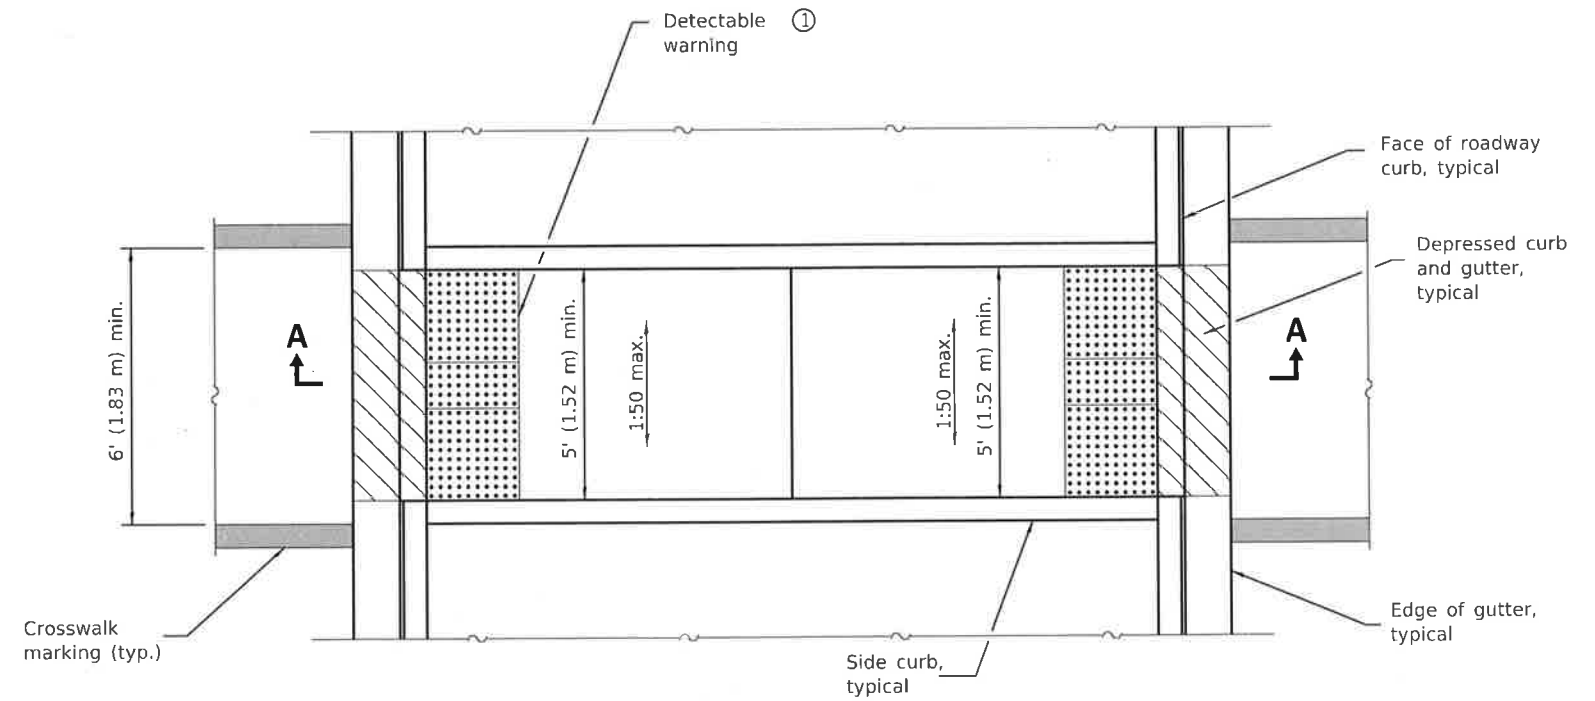 Detectable ①
warning
Face of roadway
curb, typical
Depressed curb
and gutter,
typical
A
A
6' (1.83 m) min.
5' (1.52 m) min.
1:50 max.
1:50 max.
5' (1.52 m) min.
Crosswalk
marking (typ.)
Side curb,
typical
Edge of gutter,
typical